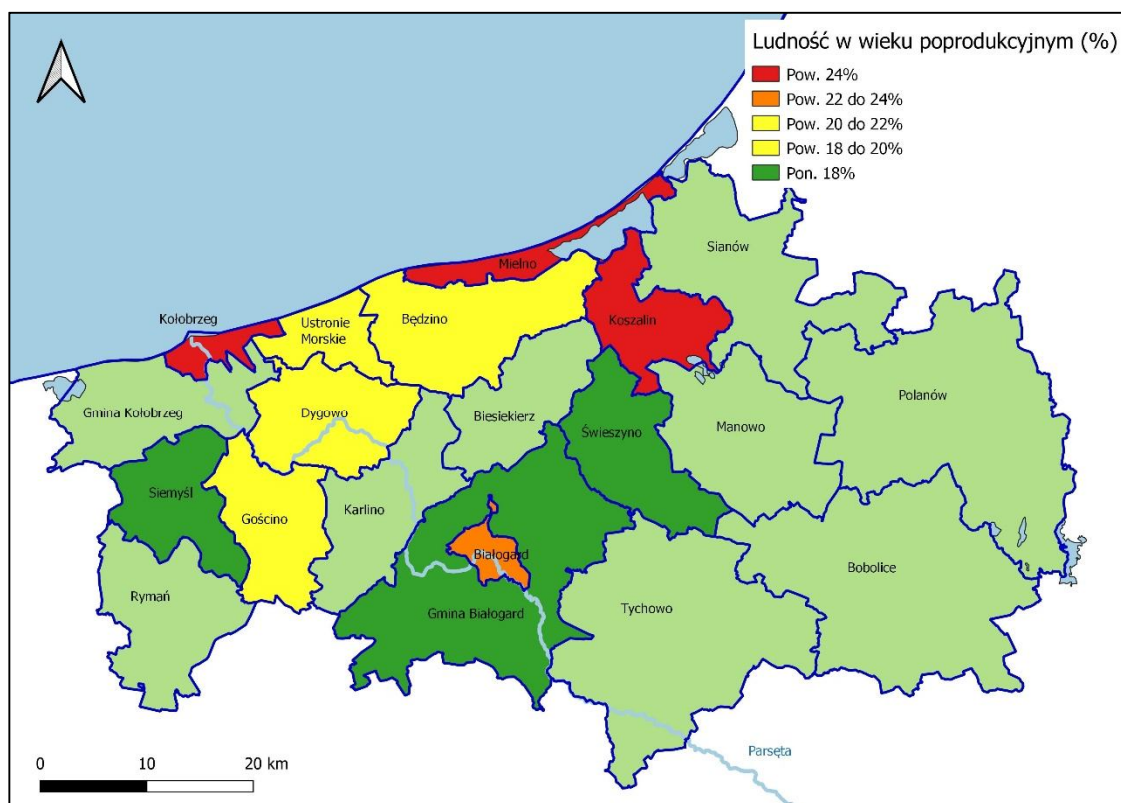 Ludność w wieku poprodukcyjnym (%)
Pow. 24%
Pow. 22 do 24%
Pow. 20 do 22%
Pow. 18 do 20%
Pon. 18%
Sianów
Mielno
Kołobrzeg
Ustronie
Morskie
Będzino
Koszalin
Polanów
Gmina Kołobrzeg
Dygowo
Biesiekierz
Świeszyno
Manowo
Siemyśl
Gościno
Karlino
Białogard
Bobolice
Rymań
Gmina Białogard
Tychowo
Parsęta
0 10 20 km